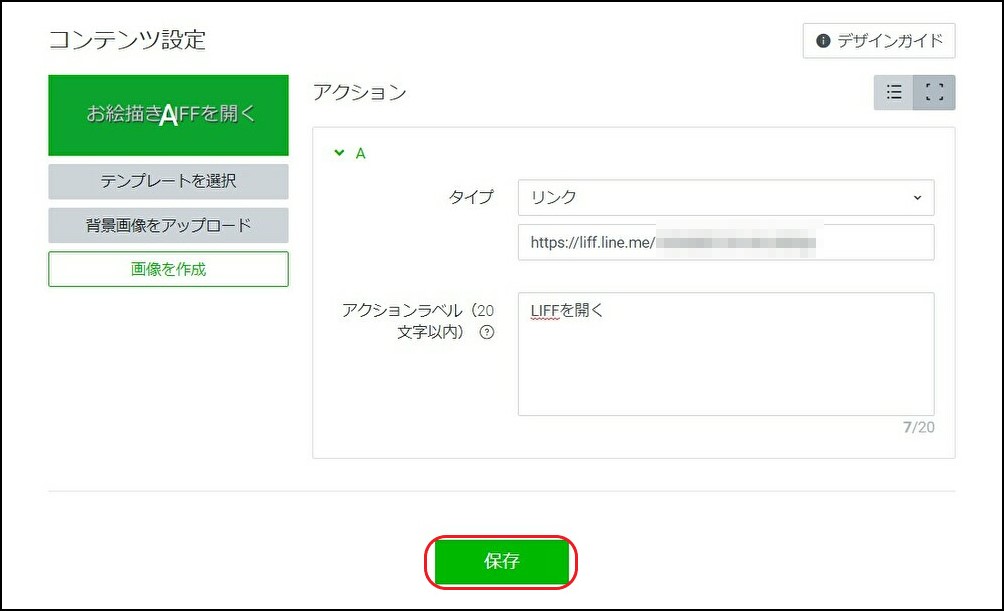 コンテンツ設定
デザインガイド
お絵描きLIFFを開く
A
テンプレートを選択
背景画像をアップロード
画像を作成
アクション
A
タイプ
リンク
https://liff.line.me/
アクションラベル（20
文字以内）
LIFFを開く
7/20
保存